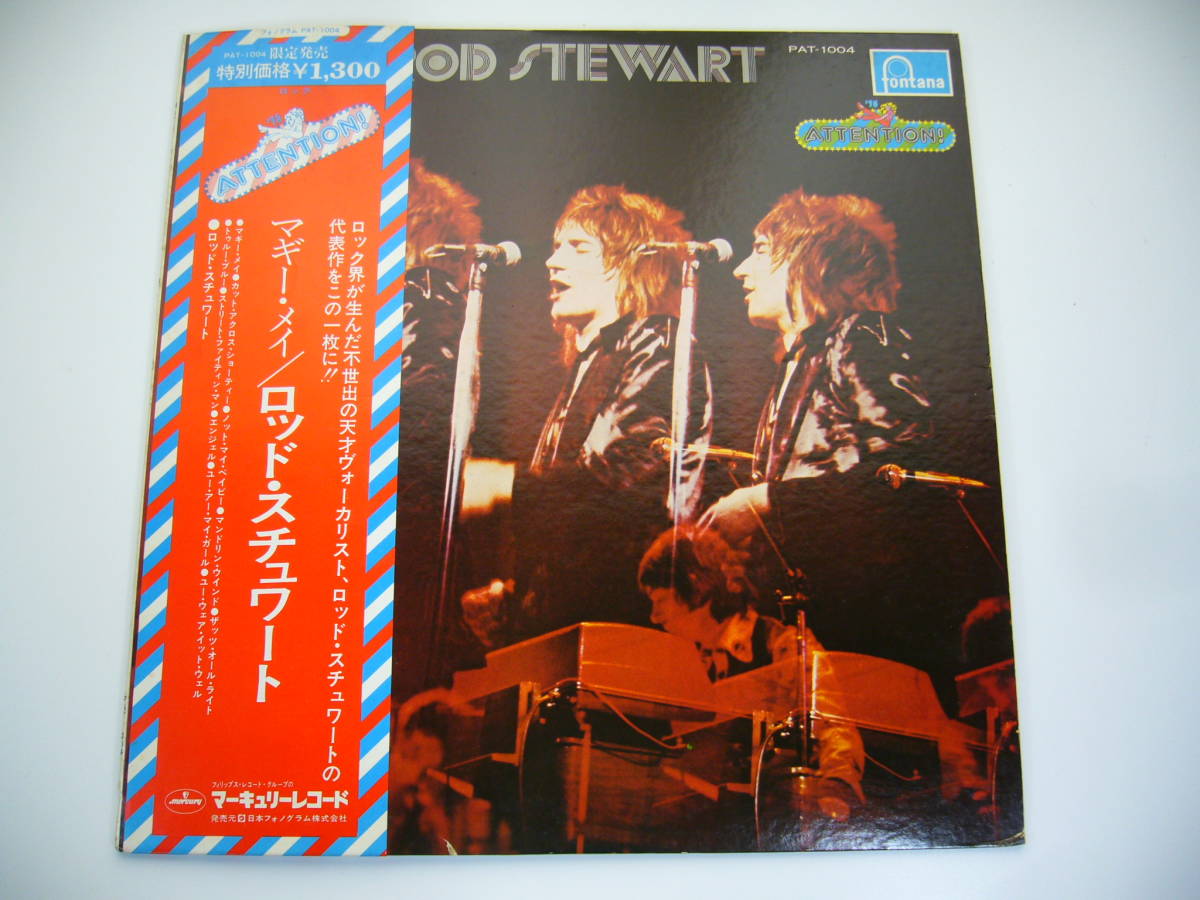 フォノグラム PAT-1004
PAT-1004 限定発売
特別価格¥1,300
ロック
'76
ATTENTION!
ロック界が生んだ不世出の天才ヴォーカリスト、ロッド・スチュワートの
代表作をこの一枚に!!
マギー・メイ/ロッド・スチュワート
●マギー・メイ●カット・アクロス・ショーティー●ノット・マイ・ベイビー●マンドリン・ウインド●ザッツ・オール・ライト
●トゥルー・ブルー●ストリート・ファイティン・マン●エンジェル●ユー・アー・マイ・ガール●ユー・ウェア・イット・ウェル
●ロッド・スチュワート
mercury
フィリップス・レコード・グループの
マーキュリーレコード
発売元 日本フォノグラム株式会社
OD STEWART
PAT-1004
fontana
'76
ATTENTION!